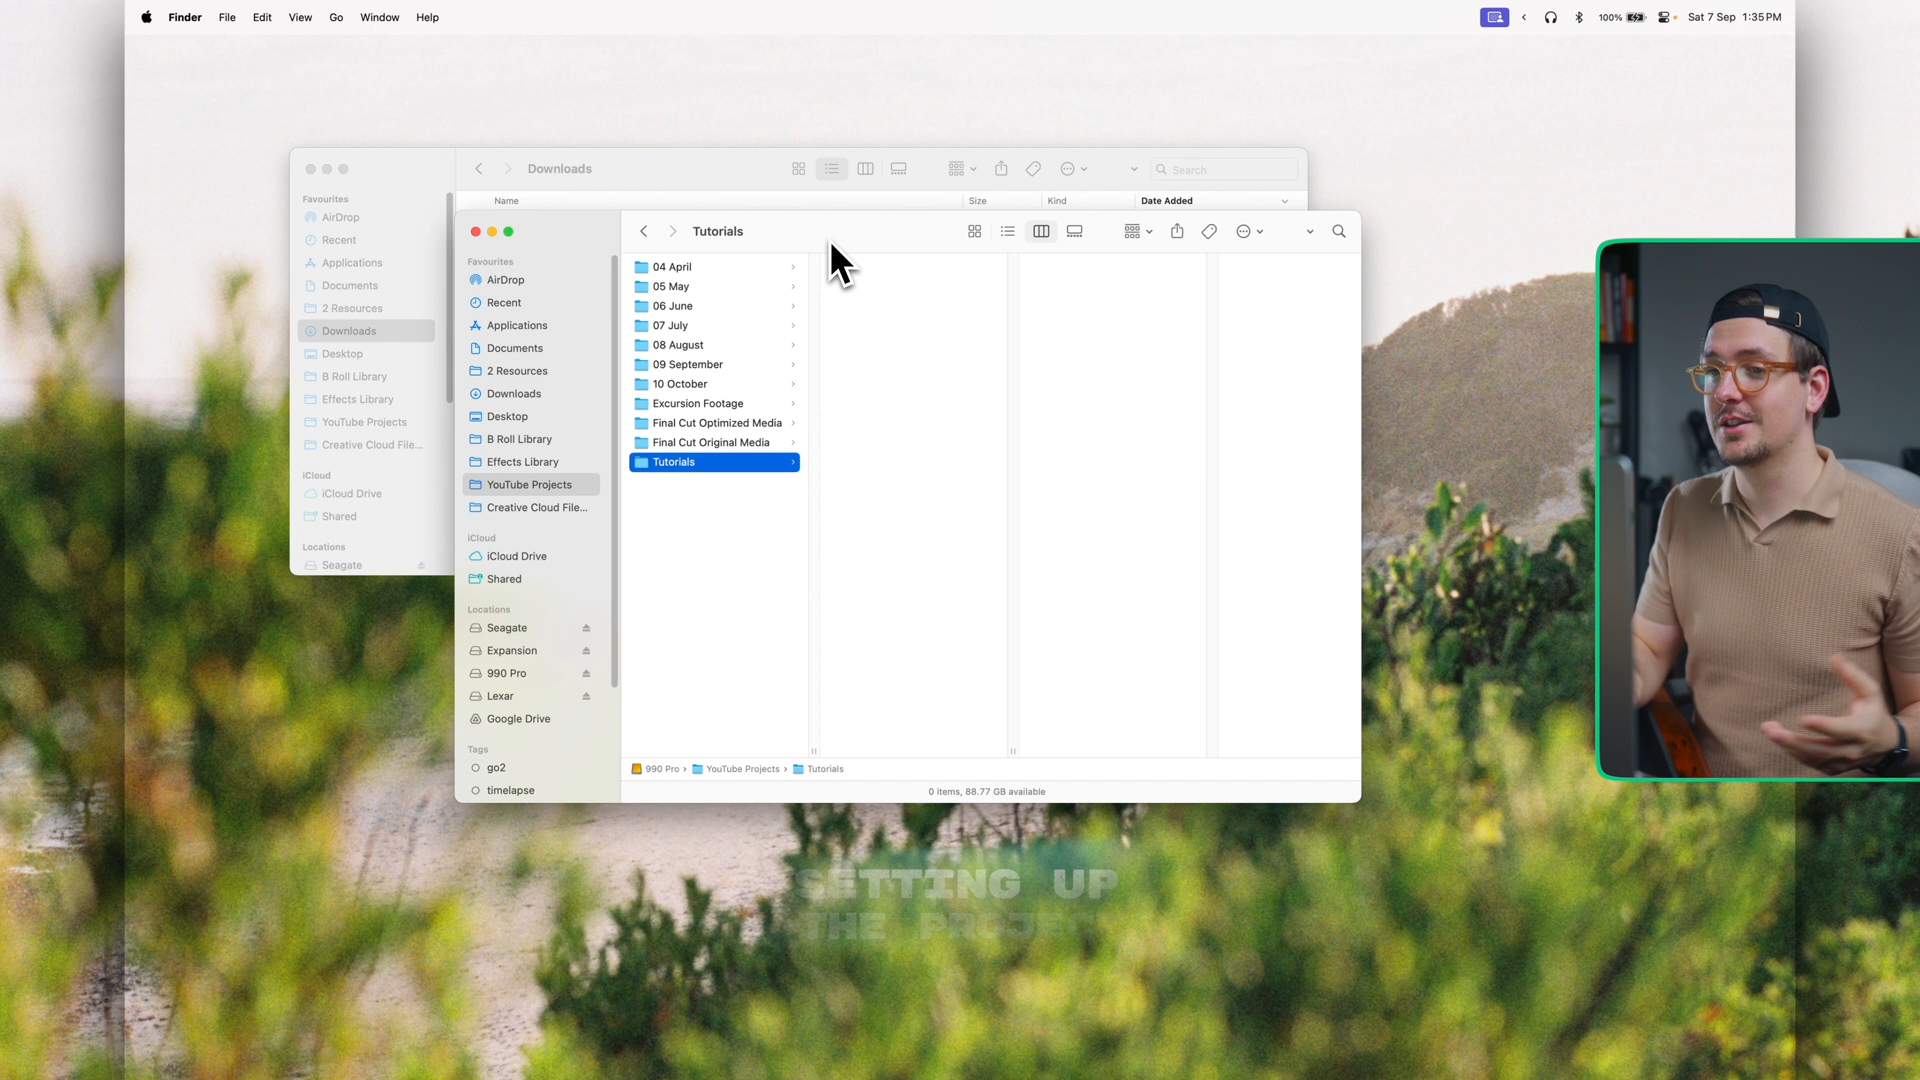 Finder File Edit View Go Window Help
100% Sat 7 Sep 1:35 PM
Downloads
Search
Favourites
AirDrop
Recent
Applications
Documents
2 Resources
Downloads
Desktop
B Roll Library
Effects Library
YouTube Projects
Creative Cloud File...
iCloud
iCloud Drive
Shared
Locations
Seagate
Name Size Kind Date Added
Tutorials
Favourites
AirDrop
Recent
Applications
Documents
2 Resources
Downloads
Desktop
B Roll Library
Effects Library
YouTube Projects
Creative Cloud File...
iCloud
iCloud Drive
Shared
Locations
Seagate
Expansion
990 Pro
Lexar
Google Drive
Tags
go2
timelapse
04 April
05 May
06 June
07 July
08 August
09 September
10 October
Excursion Footage
Final Cut Optimized Media
Final Cut Original Media
Tutorials
990 Pro › YouTube Projects › Tutorials
0 items, 88.77 GB available
SETTING UP
THE PROJEC